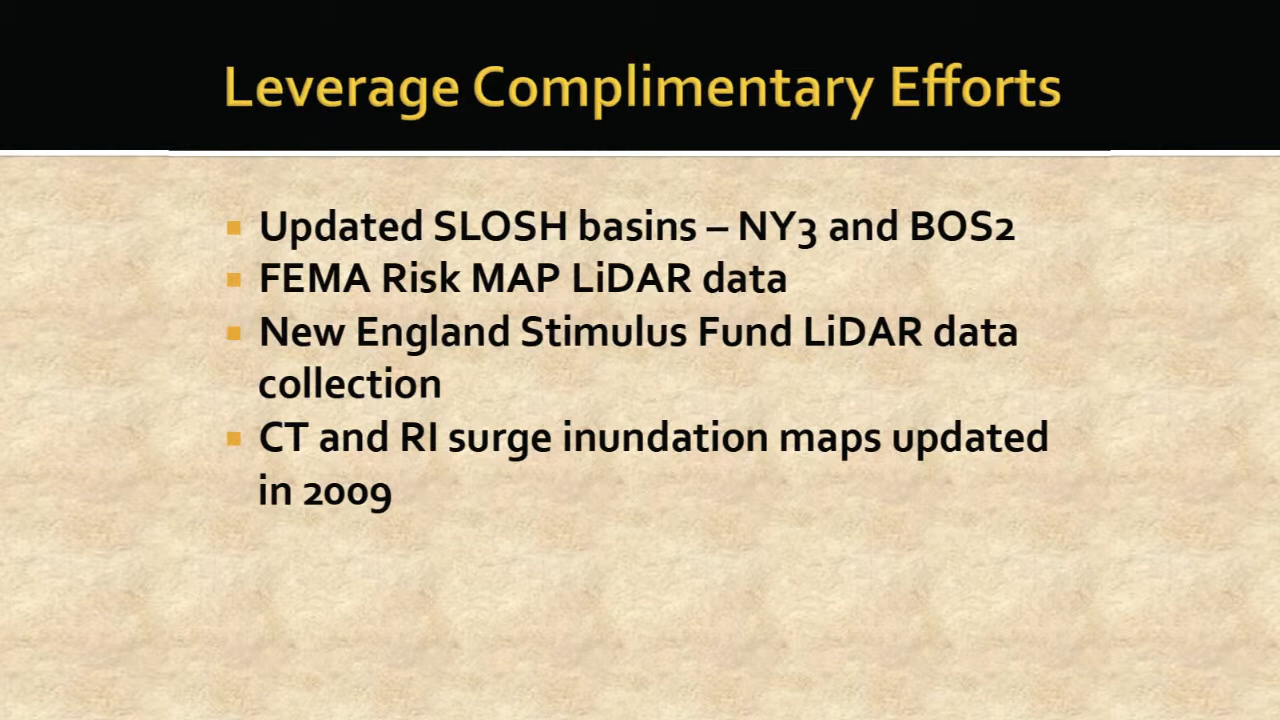 Leverage Complimentary Efforts
Updated SLOSH basins – NY3 and BOS2
FEMA Risk MAP LiDAR data
New England Stimulus Fund LiDAR data
collection
CT and RI surge inundation maps updated
in 2009